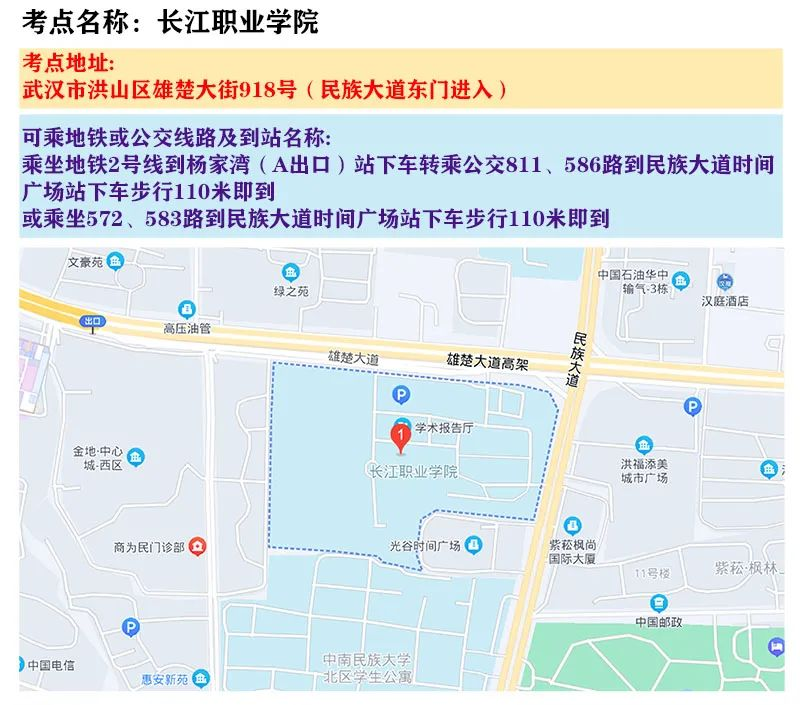 考点名称：长江职业学院
考点地址:
武汉市洪山区雄楚大街918号（民族大道东门进入）
可乘地铁或公交线路及到站名称:
乘坐地铁2号线到杨家湾（A出口）站下车转乘公交811、586路到民族大道时间
广场站下车步行110米即到
或乘坐572、583路到民族大道时间广场站下车步行110米即到
文豪苑
绿之苑
中国石油华中
输气-3栋
汉庭
汉庭酒店
出口
高压油管
雄楚大道
雄楚大道高架
民族大道
P
P
学术报告厅
1
长江职业学院
金地·中心
城-西区
洪福添美
城市广场
商为民门诊部
光谷时间广场
紫菘枫尚
国际大厦
11号楼
紫菘·枫林
中国邮政
P
中南民族大学
北区学生公寓
中国电信
惠安新苑